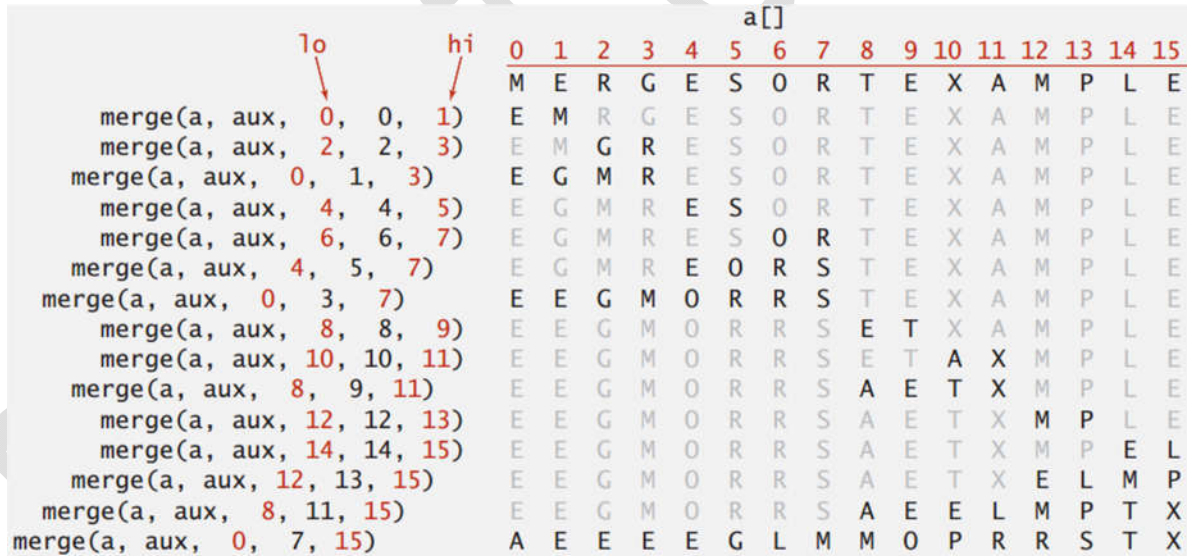 a[]
lo hi 0 1 2 3 4 5 6 7 8 9 10 11 12 13 14 15
M E R G E S O R T E X A M P L E
merge(a, aux, 0, 0, 1) E M R G E S O R T E X A M P L E
merge(a, aux, 2, 2, 3) E M G R E S O R T E X A M P L E
merge(a, aux, 0, 1, 3) E G M R E S O R T E X A M P L E
merge(a, aux, 4, 4, 5) E G M R E S O R T E X A M P L E
merge(a, aux, 6, 6, 7) E G M R E S O R T E X A M P L E
merge(a, aux, 4, 5, 7) E G M R E O R S T E X A M P L E
merge(a, aux, 0, 3, 7) E E G M O R R S T E X A M P L E
merge(a, aux, 8, 8, 9) E E G M O R R S E T X A M P L E
merge(a, aux, 10, 10, 11) E E G M O R R S E T A X M P L E
merge(a, aux, 8, 9, 11) E E G M O R R S A E T X M P L E
merge(a, aux, 12, 12, 13) E E G M O R R S A E T X M P L E
merge(a, aux, 14, 14, 15) E E G M O R R S A E T X M P E L
merge(a, aux, 12, 13, 15) E E G M O R R S A E T X E L M P
merge(a, aux, 8, 11, 15) E E G M O R R S A E E L M P T X
merge(a, aux, 0, 7, 15) A E E E E G L M M O P R R S T X